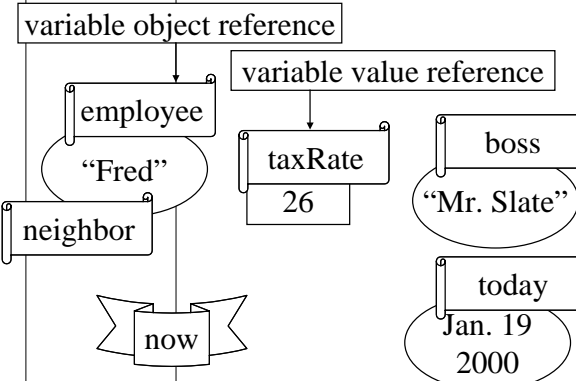 variable object reference
variable value reference
employee
“Fred”
neighbor
taxRate
26
boss
“Mr. Slate”
now
today
Jan. 19
2000